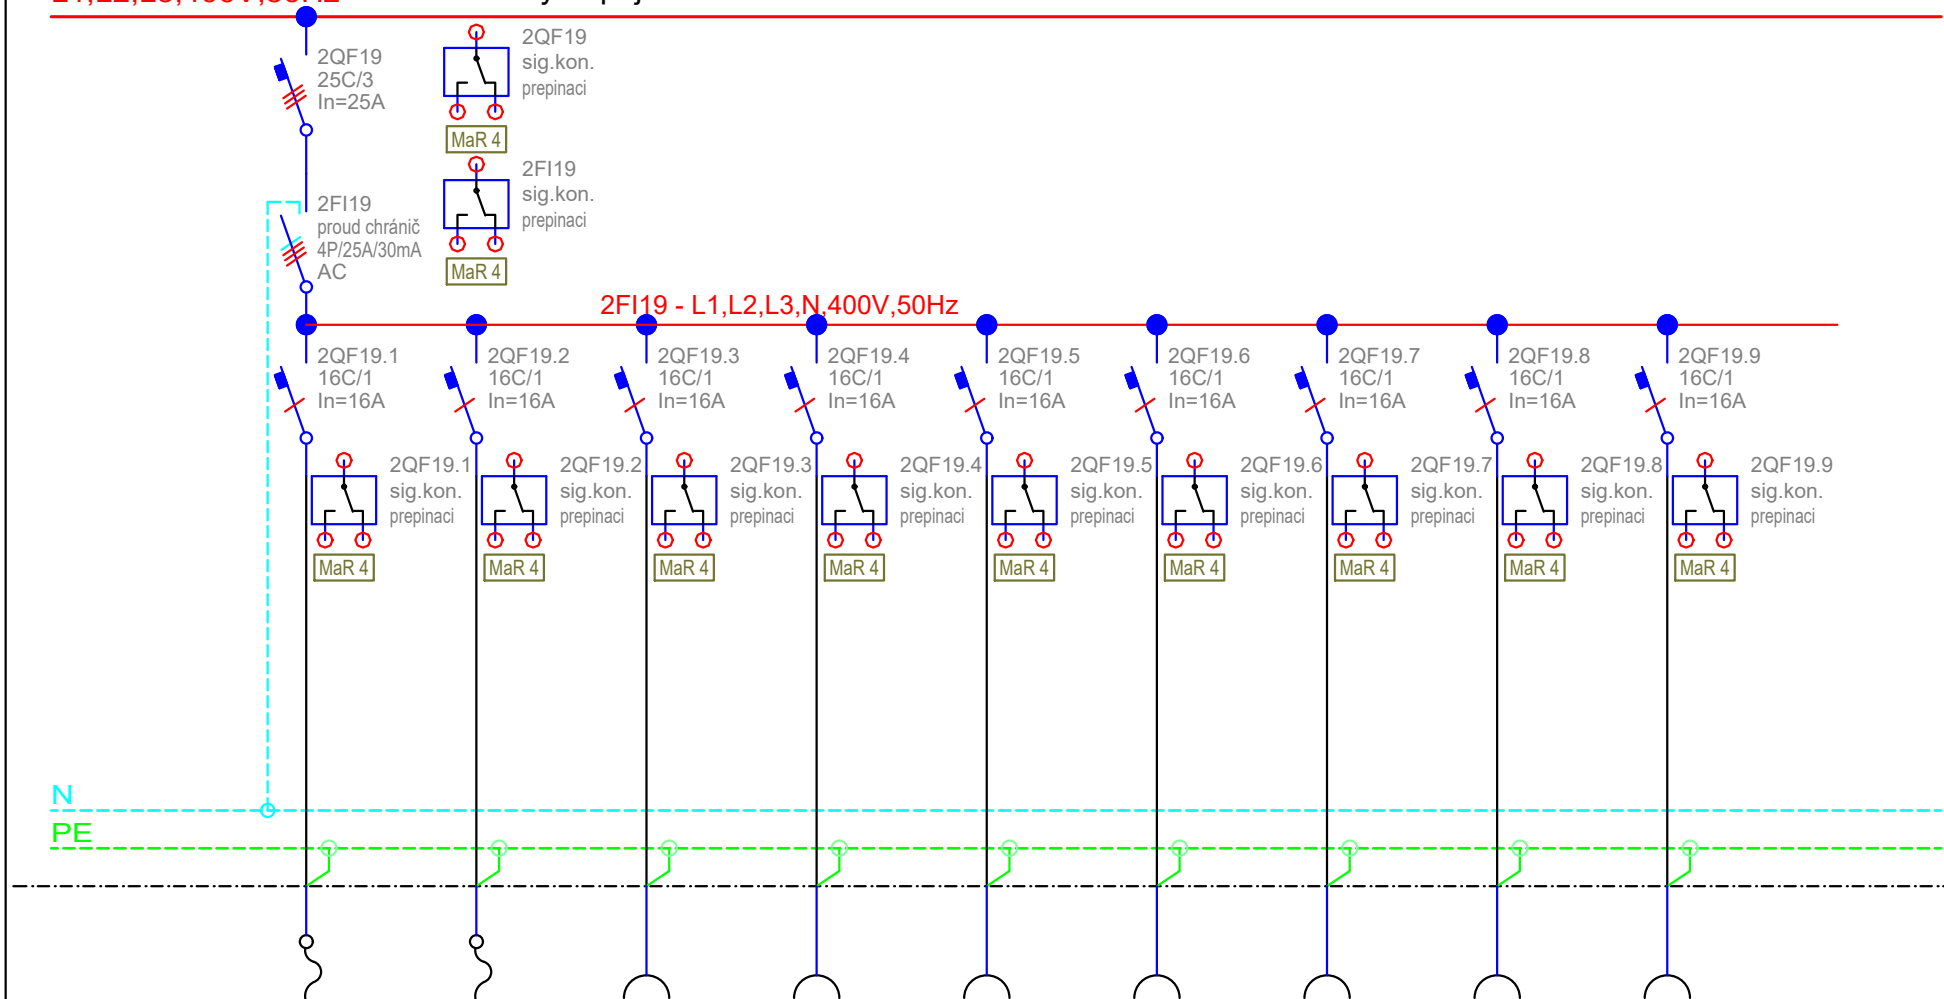 2QF19
25C/3
In=25A
2QF19
sig.kon.
prepinaci
MaR 4
2FI19
proud chránič
4P/25A/30mA
AC
2FI19
sig.kon.
prepinaci
MaR 4
2FI19 - L1,L2,L3,N,400V,50Hz
2QF19.1
16C/1
In=16A
2QF19.2
16C/1
In=16A
2QF19.3
16C/1
In=16A
2QF19.4
16C/1
In=16A
2QF19.5
16C/1
In=16A
2QF19.6
16C/1
In=16A
2QF19.7
16C/1
In=16A
2QF19.8
16C/1
In=16A
2QF19.9
16C/1
In=16A
2QF19.1
sig.kon.
prepinaci
MaR 4
2QF19.2
sig.kon.
prepinaci
MaR 4
2QF19.3
sig.kon.
prepinaci
MaR 4
2QF19.4
sig.kon.
prepinaci
MaR 4
2QF19.5
sig.kon.
prepinaci
MaR 4
2QF19.6
sig.kon.
prepinaci
MaR 4
2QF19.7
sig.kon.
prepinaci
MaR 4
2QF19.8
sig.kon.
prepinaci
MaR 4
2QF19.9
sig.kon.
prepinaci
MaR 4
N
PE